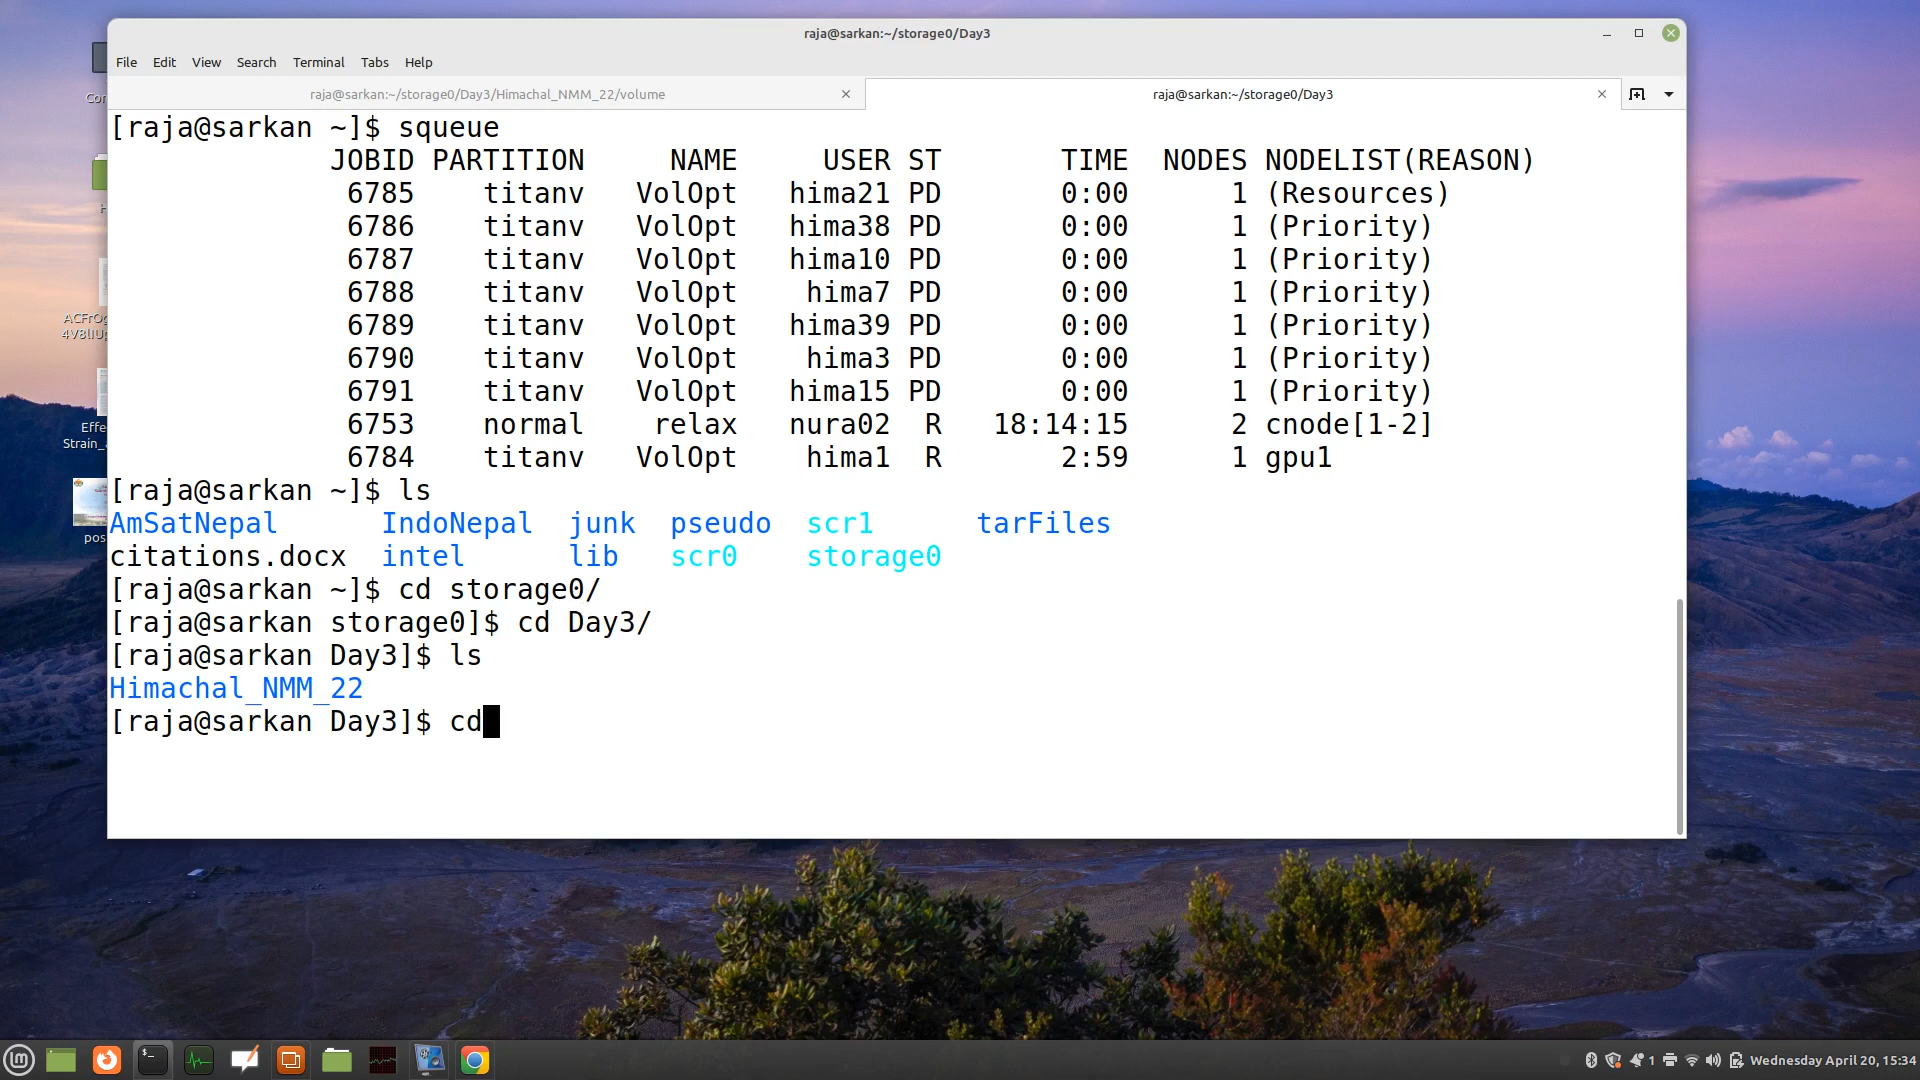 raja@sarkan:~/storage0/Day3
File Edit View Search Terminal Tabs Help
raja@sarkan:~/storage0/Day3/Himachal_NMM_22/volume
raja@sarkan:~/storage0/Day3
[raja@sarkan ~]$ squeue
JOBID PARTITION NAME USER ST TIME NODES NODELIST(REASON)
6785 titanv VolOpt hima21 PD 0:00 1 (Resources)
6786 titanv VolOpt hima38 PD 0:00 1 (Priority)
6787 titanv VolOpt hima10 PD 0:00 1 (Priority)
6788 titanv VolOpt hima7 PD 0:00 1 (Priority)
6789 titanv VolOpt hima39 PD 0:00 1 (Priority)
6790 titanv VolOpt hima3 PD 0:00 1 (Priority)
6791 titanv VolOpt hima15 PD 0:00 1 (Priority)
6753 normal relax nura02 R 18:14:15 2 cnode[1-2]
6784 titanv VolOpt hima1 R 2:59 1 gpu1
[raja@sarkan ~]$ ls
AmSatNepal IndoNepal junk pseudo scr1 tarFiles
citations.docx intel lib scr0 storage0
[raja@sarkan ~]$ cd storage0/
[raja@sarkan storage0]$ cd Day3/
[raja@sarkan Day3]$ ls
Himachal_NMM_22
[raja@sarkan Day3]$ cd
Effe
Strain_
pos
1 Wednesday April 20, 15:34